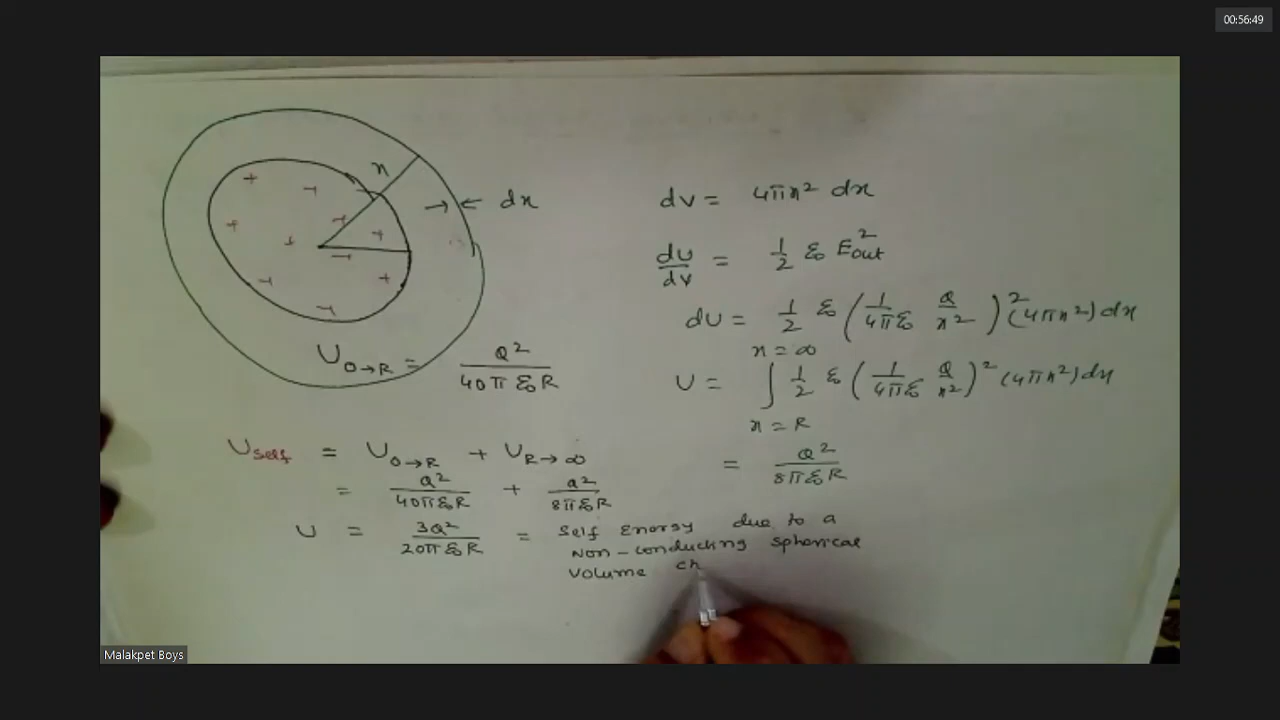 00:56:49
x
dx
dv = 4πx² dx
dU/dv = 1/2 ε₀ E²out
dU = 1/2 ε₀ (1/4πε₀ Q/x²)² (4πx²) dx
U₀→R = Q²/40πε₀R
x = ∞
U = ∫ 1/2 ε₀ (1/4πε₀ Q/x²)² (4πx²) dx
x = R
= Q²/8πε₀R
Uself = U₀→R + UR→∞
= Q²/40πε₀R + Q²/8πε₀R
U = 3Q²/20πε₀R = Self Energy due to a
Non-conducting spherical
volume ch
Malakpet Boys